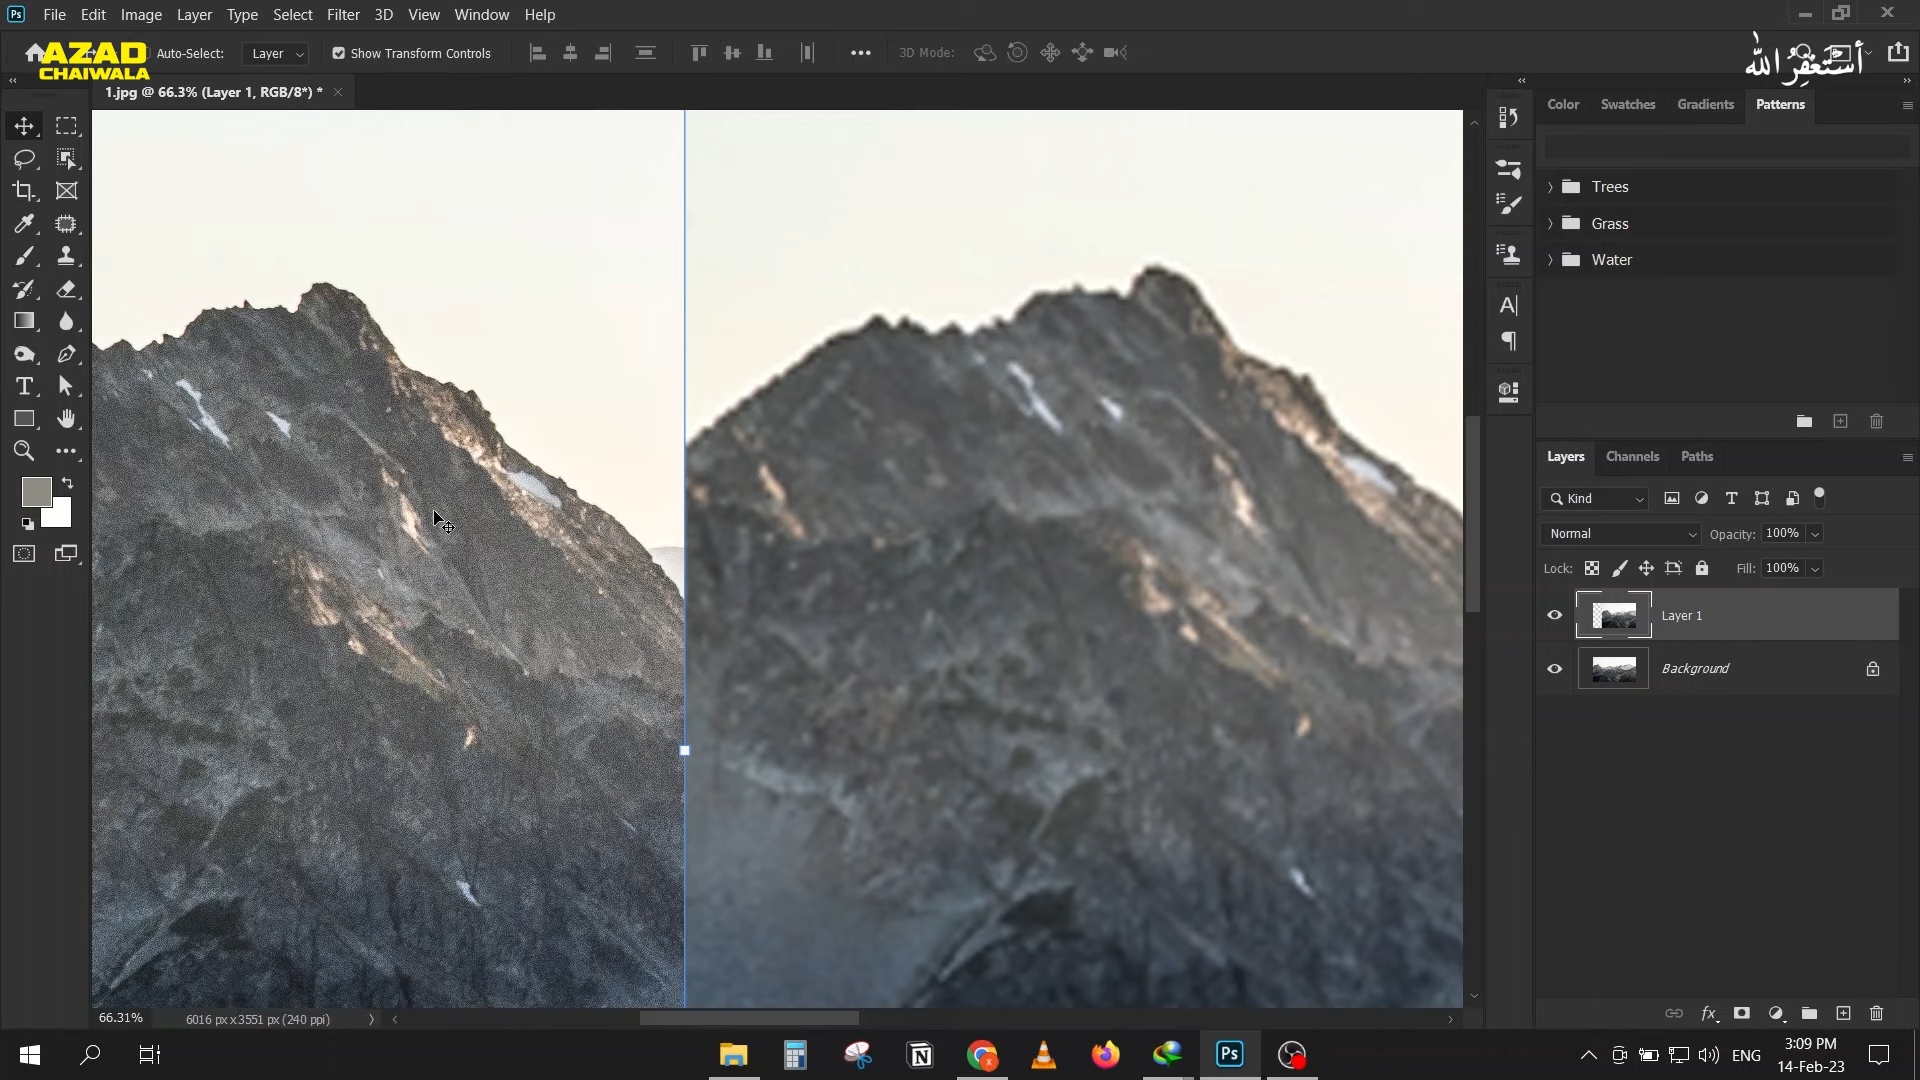 Ps File Edit Image Layer Type Select Filter 3D View Window Help
AZAD
CHAIWALA
Auto-Select: Layer Show Transform Controls 3D Mode:
أَسْتَغْفِرُ اللّٰه
1.jpg @ 66.3% (Layer 1, RGB/8*) *
Color Swatches Gradients Patterns
Trees
Grass
Water
Layers Channels Paths
Kind
Normal Opacity: 100%
Lock: Fill: 100%
Layer 1
Background
66.31% 6016 px x 3551 px (240 ppi)
ENG
3:09 PM
14-Feb-23